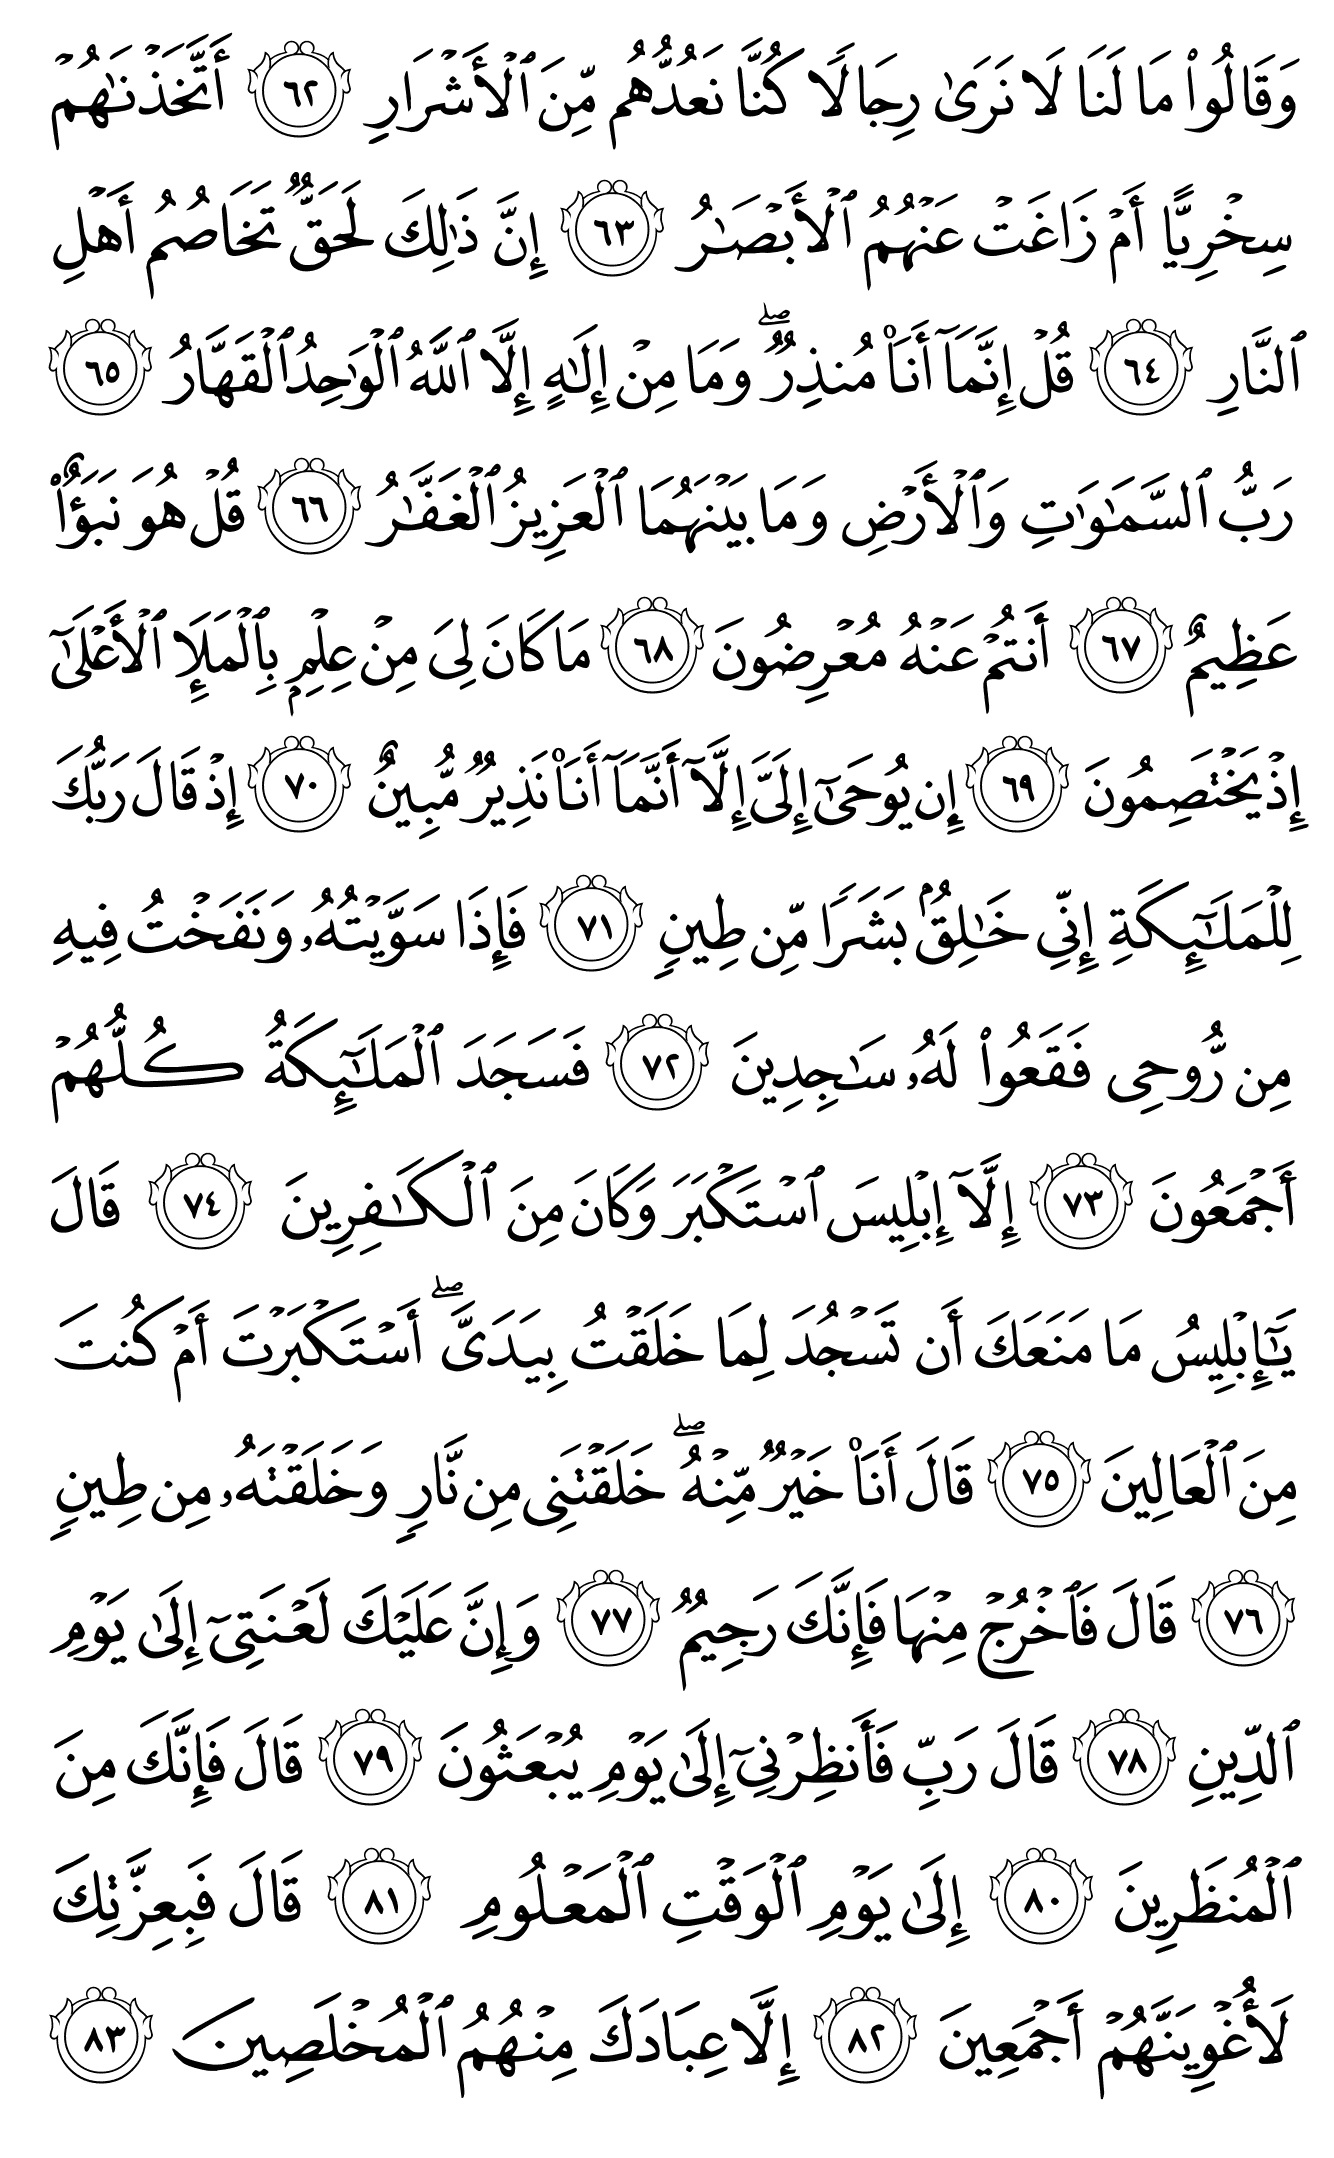 وَقَالُوا۟ مَا لَنَا لَا نَرَىٰ رِجَالًا كُنَّا نَعُدُّهُم مِّنَ ٱلْأَشْرَارِ ٦٢ أَتَّخَذْنَـٰهُمْ
سِخْرِيًّا أَمْ زَاغَتْ عَنْهُمُ ٱلْأَبْصَـٰرُ ٦٣ إِنَّ ذَٰلِكَ لَحَقٌّ تَخَاصُمُ أَهْلِ
ٱلنَّارِ ٦٤ قُلْ إِنَّمَآ أَنَا۠ مُنذِرٌ ۖ وَمَا مِنْ إِلَـٰهٍ إِلَّا ٱللَّهُ ٱلْوَٰحِدُ ٱلْقَهَّارُ ٦٥
رَبُّ ٱلسَّمَـٰوَٰتِ وَٱلْأَرْضِ وَمَا بَيْنَهُمَا ٱلْعَزِيزُ ٱلْغَفَّـٰرُ ٦٦ قُلْ هُوَ نَبَؤٌا۟
عَظِيمٌ ٦٧ أَنتُمْ عَنْهُ مُعْرِضُونَ ٦٨ مَا كَانَ لِىَ مِنْ عِلْمٍۭ بِٱلْمَلَإِ ٱلْأَعْلَىٰٓ
إِذْ يَخْتَصِمُونَ ٦٩ إِن يُوحَىٰٓ إِلَىَّ إِلَّآ أَنَّمَآ أَنَا۠ نَذِيرٌ مُّبِينٌ ٧٠ إِذْ قَالَ رَبُّكَ
لِلْمَلَـٰٓئِكَةِ إِنِّى خَـٰلِقٌۢ بَشَرًا مِّن طِينٍ ٧١ فَإِذَا سَوَّيْتُهُۥ وَنَفَخْتُ فِيهِ
مِن رُّوحِى فَقَعُوا۟ لَهُۥ سَـٰجِدِينَ ٧٢ فَسَجَدَ ٱلْمَلَـٰٓئِكَةُ كُلُّهُمْ
أَجْمَعُونَ ٧٣ إِلَّآ إِبْلِيسَ ٱسْتَكْبَرَ وَكَانَ مِنَ ٱلْكَـٰفِرِينَ ٧٤ قَالَ
يَـٰٓإِبْلِيسُ مَا مَنَعَكَ أَن تَسْجُدَ لِمَا خَلَقْتُ بِيَدَىَّ ۖ أَسْتَكْبَرْتَ أَمْ كُنتَ
مِنَ ٱلْعَالِينَ ٧٥ قَالَ أَنَا۠ خَيْرٌ مِّنْهُ ۖ خَلَقْتَنِى مِن نَّارٍ وَخَلَقْتَهُۥ مِن طِينٍ
٧٦ قَالَ فَٱخْرُجْ مِنْهَا فَإِنَّكَ رَجِيمٌ ٧٧ وَإِنَّ عَلَيْكَ لَعْنَتِىٓ إِلَىٰ يَوْمِ
ٱلدِّينِ ٧٨ قَالَ رَبِّ فَأَنظِرْنِىٓ إِلَىٰ يَوْمِ يُبْعَثُونَ ٧٩ قَالَ فَإِنَّكَ مِنَ
ٱلْمُنظَرِينَ ٨٠ إِلَىٰ يَوْمِ ٱلْوَقْتِ ٱلْمَعْلُومِ ٨١ قَالَ فَبِعِزَّتِكَ
لَأُغْوِيَنَّهُمْ أَجْمَعِينَ ٨٢ إِلَّا عِبَادَكَ مِنْهُمُ ٱلْمُخْلَصِينَ ٨٣